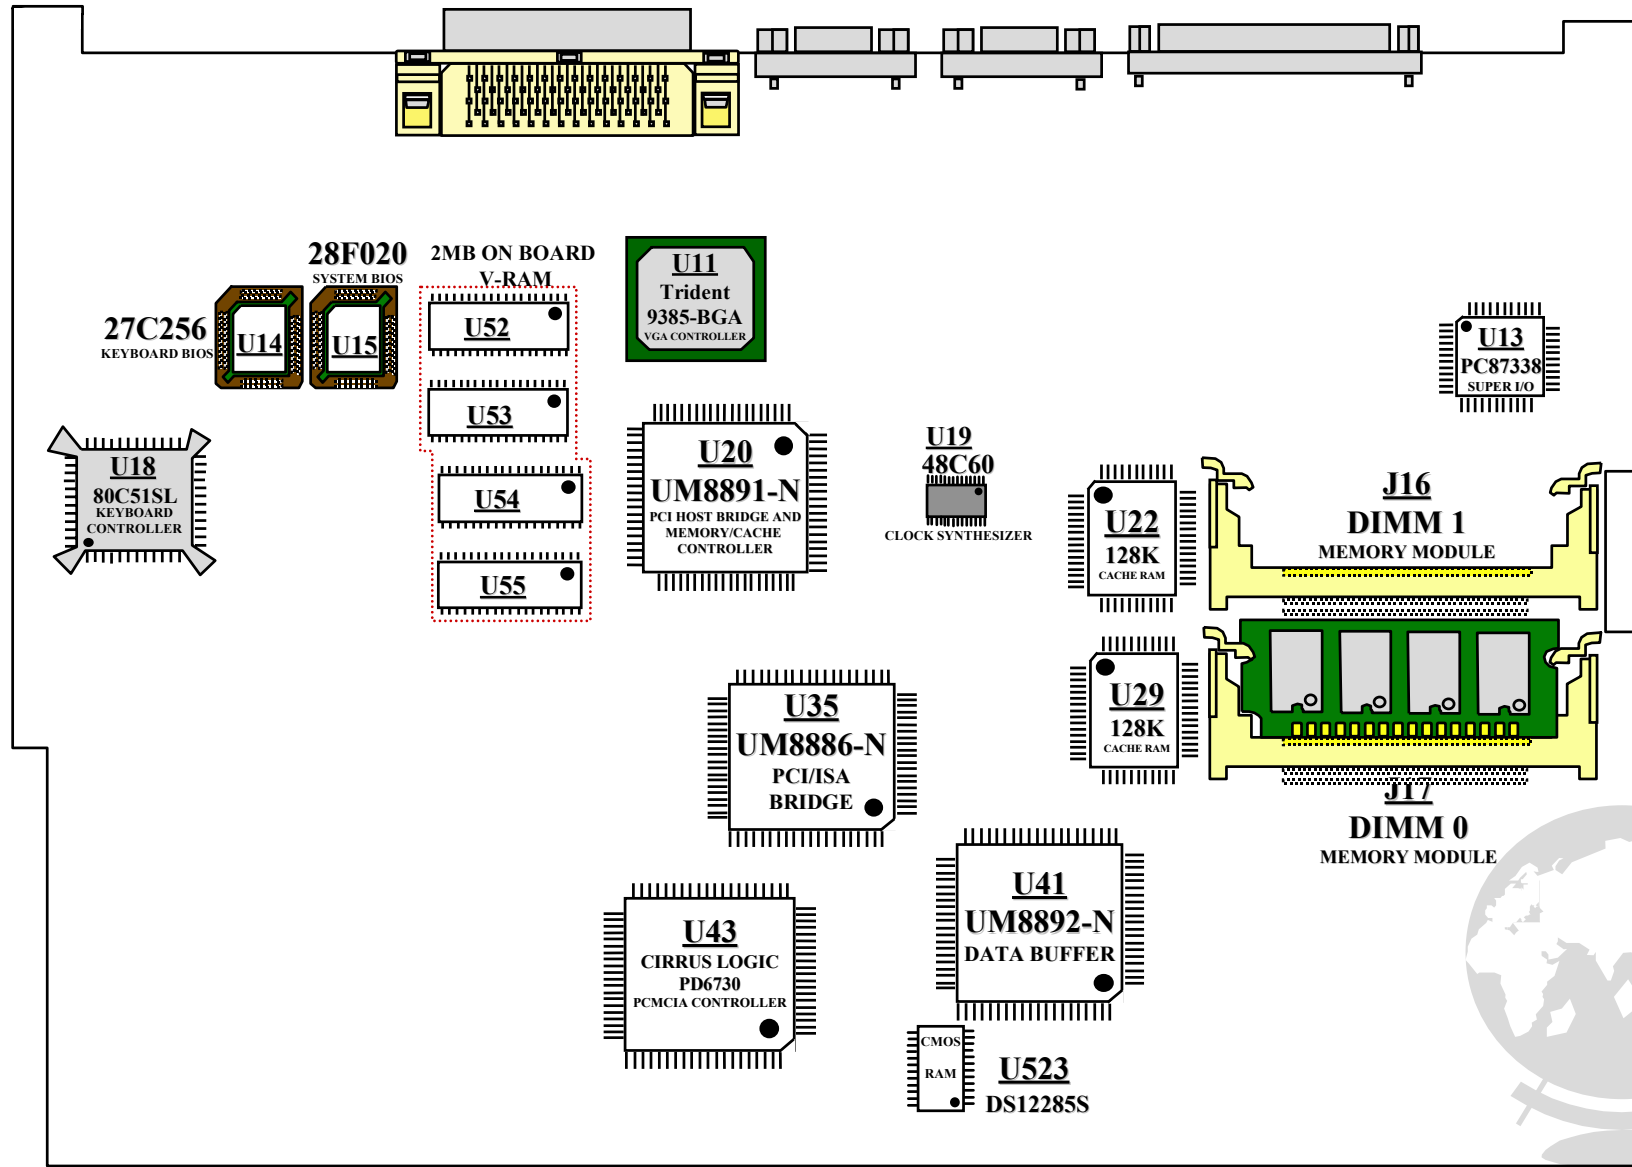 28F020
SYSTEM BIOS
2MB ON BOARD
V-RAM
27C256
KEYBOARD BIOS
U14
U15
U52
U53
U54
U55
U11
Trident
9385-BGA
VGA CONTROLLER
U13
PC87338
SUPER I/O
U18
80C51SL
KEYBOARD
CONTROLLER
U20
UM8891-N
PCI HOST BRIDGE AND
MEMORY/CACHE
CONTROLLER
U19
48C60
CLOCK SYNTHESIZER
U22
128K
CACHE RAM
J16
DIMM 1
MEMORY MODULE
U29
128K
CACHE RAM
J17
DIMM 0
MEMORY MODULE
U35
UM8886-N
PCI/ISA
BRIDGE
U41
UM8892-N
DATA BUFFER
U43
CIRRUS LOGIC
PD6730
PCMCIA CONTROLLER
CMOS
RAM
U523
DS12285S